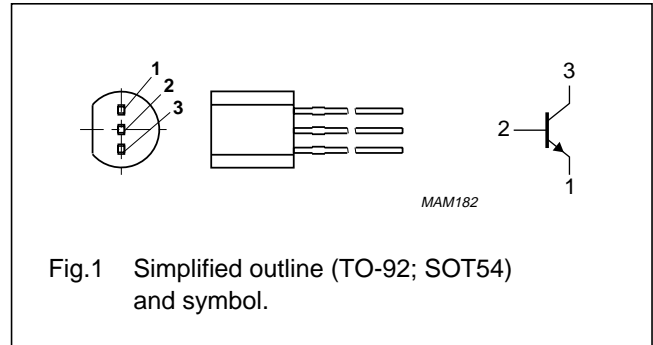 1
2
3
3
2
1
MAM182
Fig.1 Simplified outline (TO-92; SOT54)
and symbol.